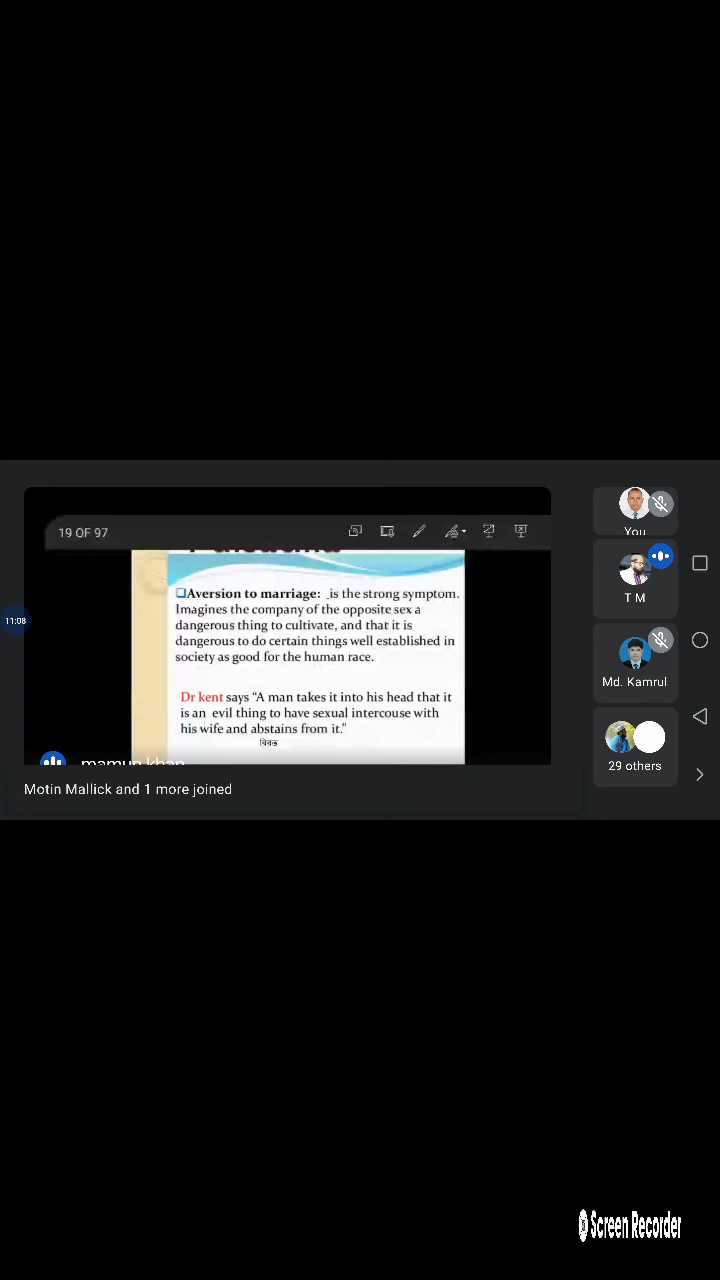 19 OF 97
❑Aversion to marriage: _is the strong symptom.
Imagines the company of the opposite sex a
dangerous thing to cultivate, and that it is
dangerous to do certain things well established in
society as good for the human race.
Dr kent says “A man takes it into his head that it
is an evil thing to have sexual intercouse with
his wife and abstains from it.”
বিরত
mamun khan
Motin Mallick and 1 more joined
11:08
You
T M
Md. Kamrul
29 others
Screen Recorder